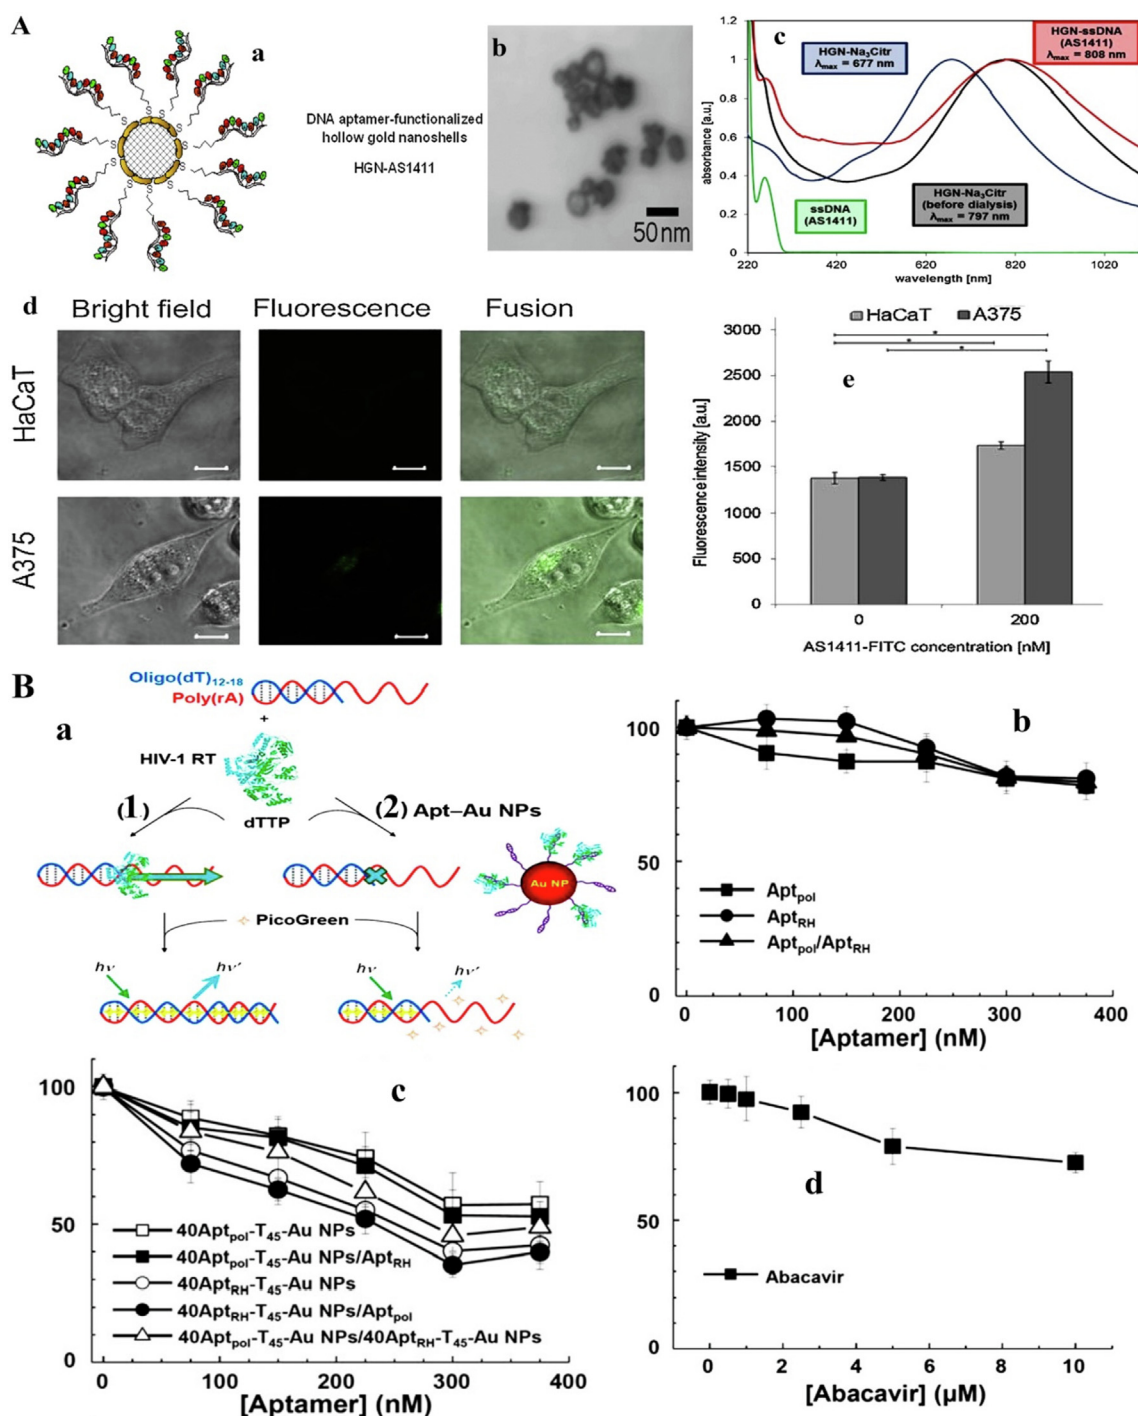 A
a
DNA aptamer-functionalized
hollow gold nanoshells
HGN-AS1411
b
50nm
c
HGN-Na3Citr
λmax = 677 nm
HGN-ssDNA
(AS1411)
λmax = 808 nm
ssDNA
(AS1411)
HGN-Na3Citr
(before dialysis)
λmax = 797 nm
absorbance [a.u.]
1.2
1
0.8
0.6
0.4
0.2
0
220
420
620
820
1020
wavelength [nm]
d
Bright field
Fluorescence
Fusion
HaCaT
A375
e
HaCaT
A375
*
*
*
Fluorescence intensity [a.u.]
3000
2500
2000
1500
1000
500
0
0
200
AS1411-FITC concentration [nM]
B
a
Oligo(dT)12-18
Poly(rA)
+
HIV-1 RT
(1)
dTTP
(2) Apt–Au NPs
Au NP
PicoGreen
hν
hν'
hν
hν'
S
S
S
S
S
S
S
S
S
S
b
100
50
0
Aptpol
AptRH
Aptpol/AptRH
0
100
200
300
400
[Aptamer] (nM)
c
100
50
0
40Aptpol-T45-Au NPs
40Aptpol-T45-Au NPs/AptRH
40AptRH-T45-Au NPs
40AptRH-T45-Au NPs/Aptpol
40Aptpol-T45-Au NPs/40AptRH-T45-Au NPs
0
100
200
300
400
[Aptamer] (nM)
d
100
50
0
Abacavir
0
2
4
6
8
10
[Abacavir] (µM)